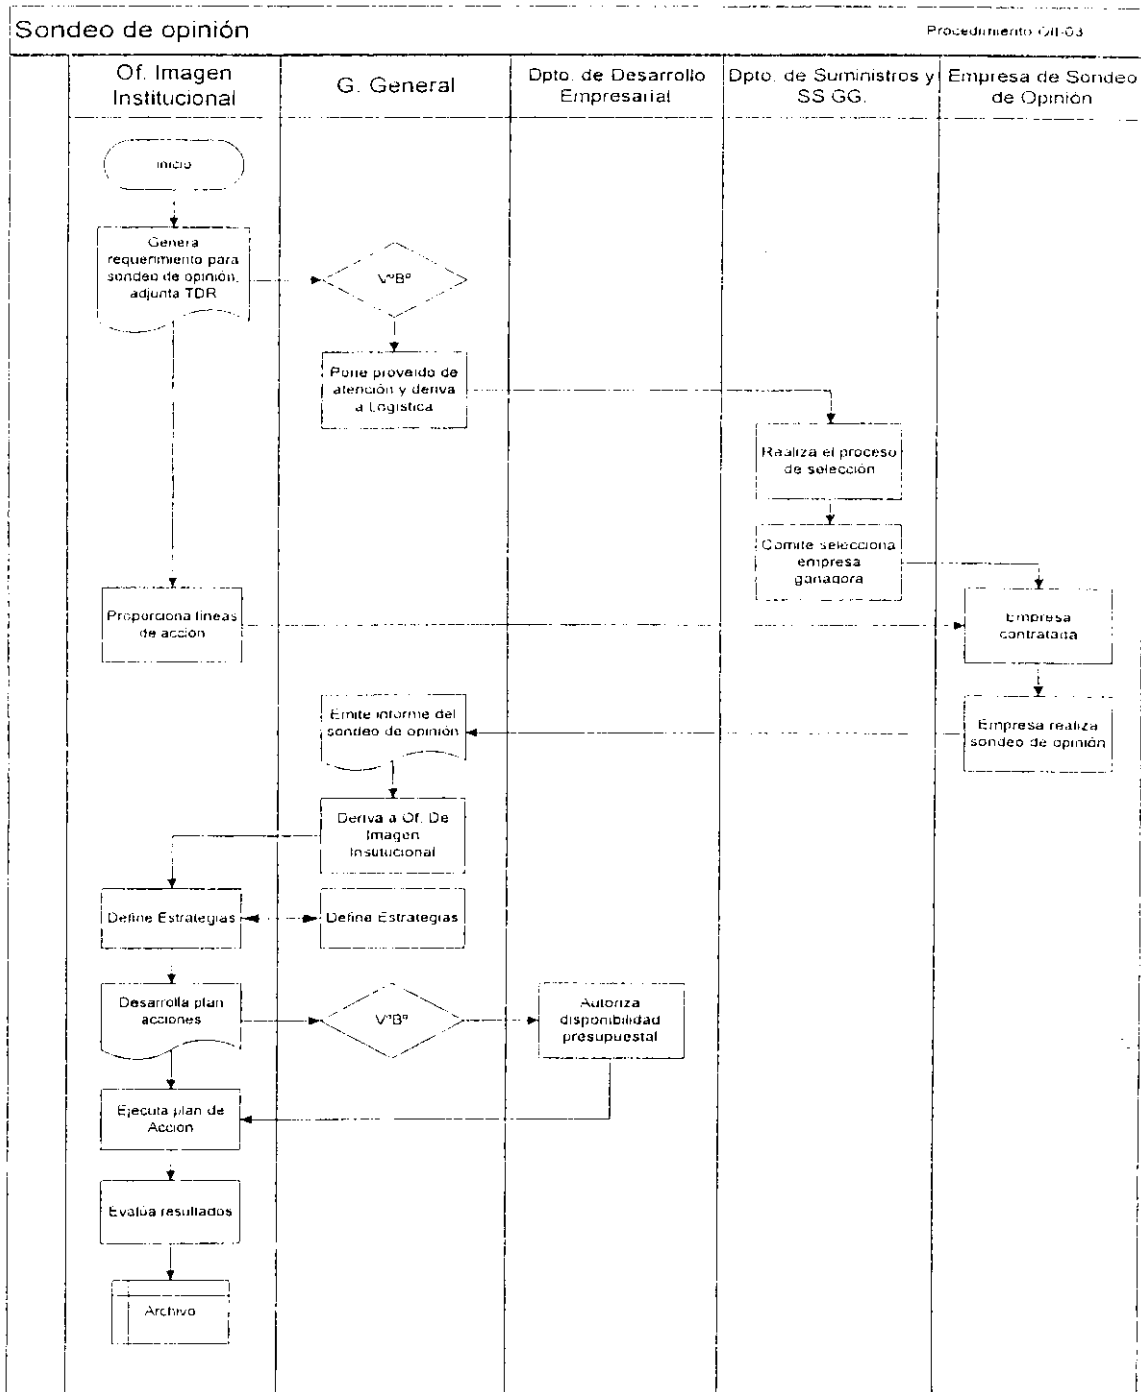 Sondeo de opinión
Procedimiento OII-03
Of. Imagen
Institucional
G. General
Dpto. de Desarrollo
Empresarial
Dpto. de Suministros y
SS GG.
Empresa de Sondeo
de Opinión
Inicio
Genera
requerimiento para
sondeo de opinión,
adjunta TDR
V°B°
Pone proveido de
atención y deriva
a Logística
Realiza el proceso
de selección
Comite selecciona
empresa
ganadora
Proporciona lineas
de acción
Empresa
contratada
Emite informe del
sondeo de opinión
Empresa realiza
sondeo de opinión
Deriva a Of. De
Imagen
Insutucional
Define Estrategias
Define Estrategias
Desarrolla plan
acciones
V°B°
Autoriza
disponibilidad
presupuestal
Ejecuta plan de
Acción
Evalúa resultados
Archivo